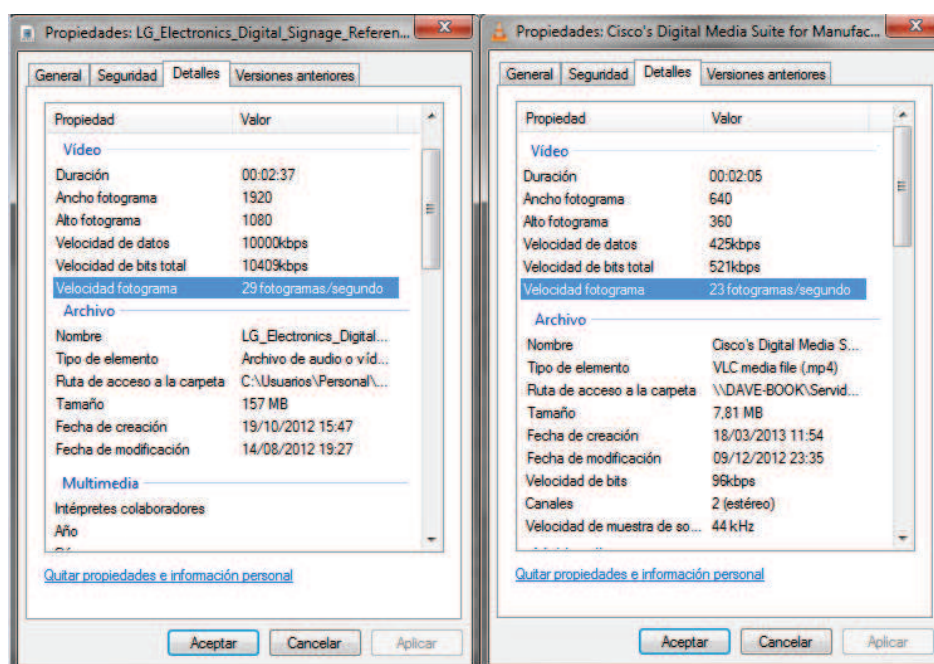 Propiedades: LG_Electronics_Digital_Signage_Referen...
General Seguridad Detalles Versiones anteriores
Propiedad Valor
Vídeo
Duración 00:02:37
Ancho fotograma 1920
Alto fotograma 1080
Velocidad de datos 10000kbps
Velocidad de bits total 10409kbps
Velocidad fotograma 29 fotogramas/segundo
Archivo
Nombre LG_Electronics_Digital...
Tipo de elemento Archivo de audio o víd...
Ruta de acceso a la carpeta C:\Usuarios\Personal\...
Tamaño 157 MB
Fecha de creación 19/10/2012 15:47
Fecha de modificación 14/08/2012 19:27
Multimedia
Intérpretes colaboradores
Año
Quitar propiedades e información personal
Aceptar Cancelar Aplicar
Propiedades: Cisco's Digital Media Suite for Manufac...
General Seguridad Detalles Versiones anteriores
Propiedad Valor
Vídeo
Duración 00:02:05
Ancho fotograma 640
Alto fotograma 360
Velocidad de datos 425kbps
Velocidad de bits total 521kbps
Velocidad fotograma 23 fotogramas/segundo
Archivo
Nombre Cisco's Digital Media S...
Tipo de elemento VLC media file (.mp4)
Ruta de acceso a la carpeta \\DAVE-BOOK\Servid...
Tamaño 7,81 MB
Fecha de creación 18/03/2013 11:54
Fecha de modificación 09/12/2012 23:35
Velocidad de bits 96kbps
Canales 2 (estéreo)
Velocidad de muestra de so... 44 kHz
Quitar propiedades e información personal
Aceptar Cancelar Aplicar